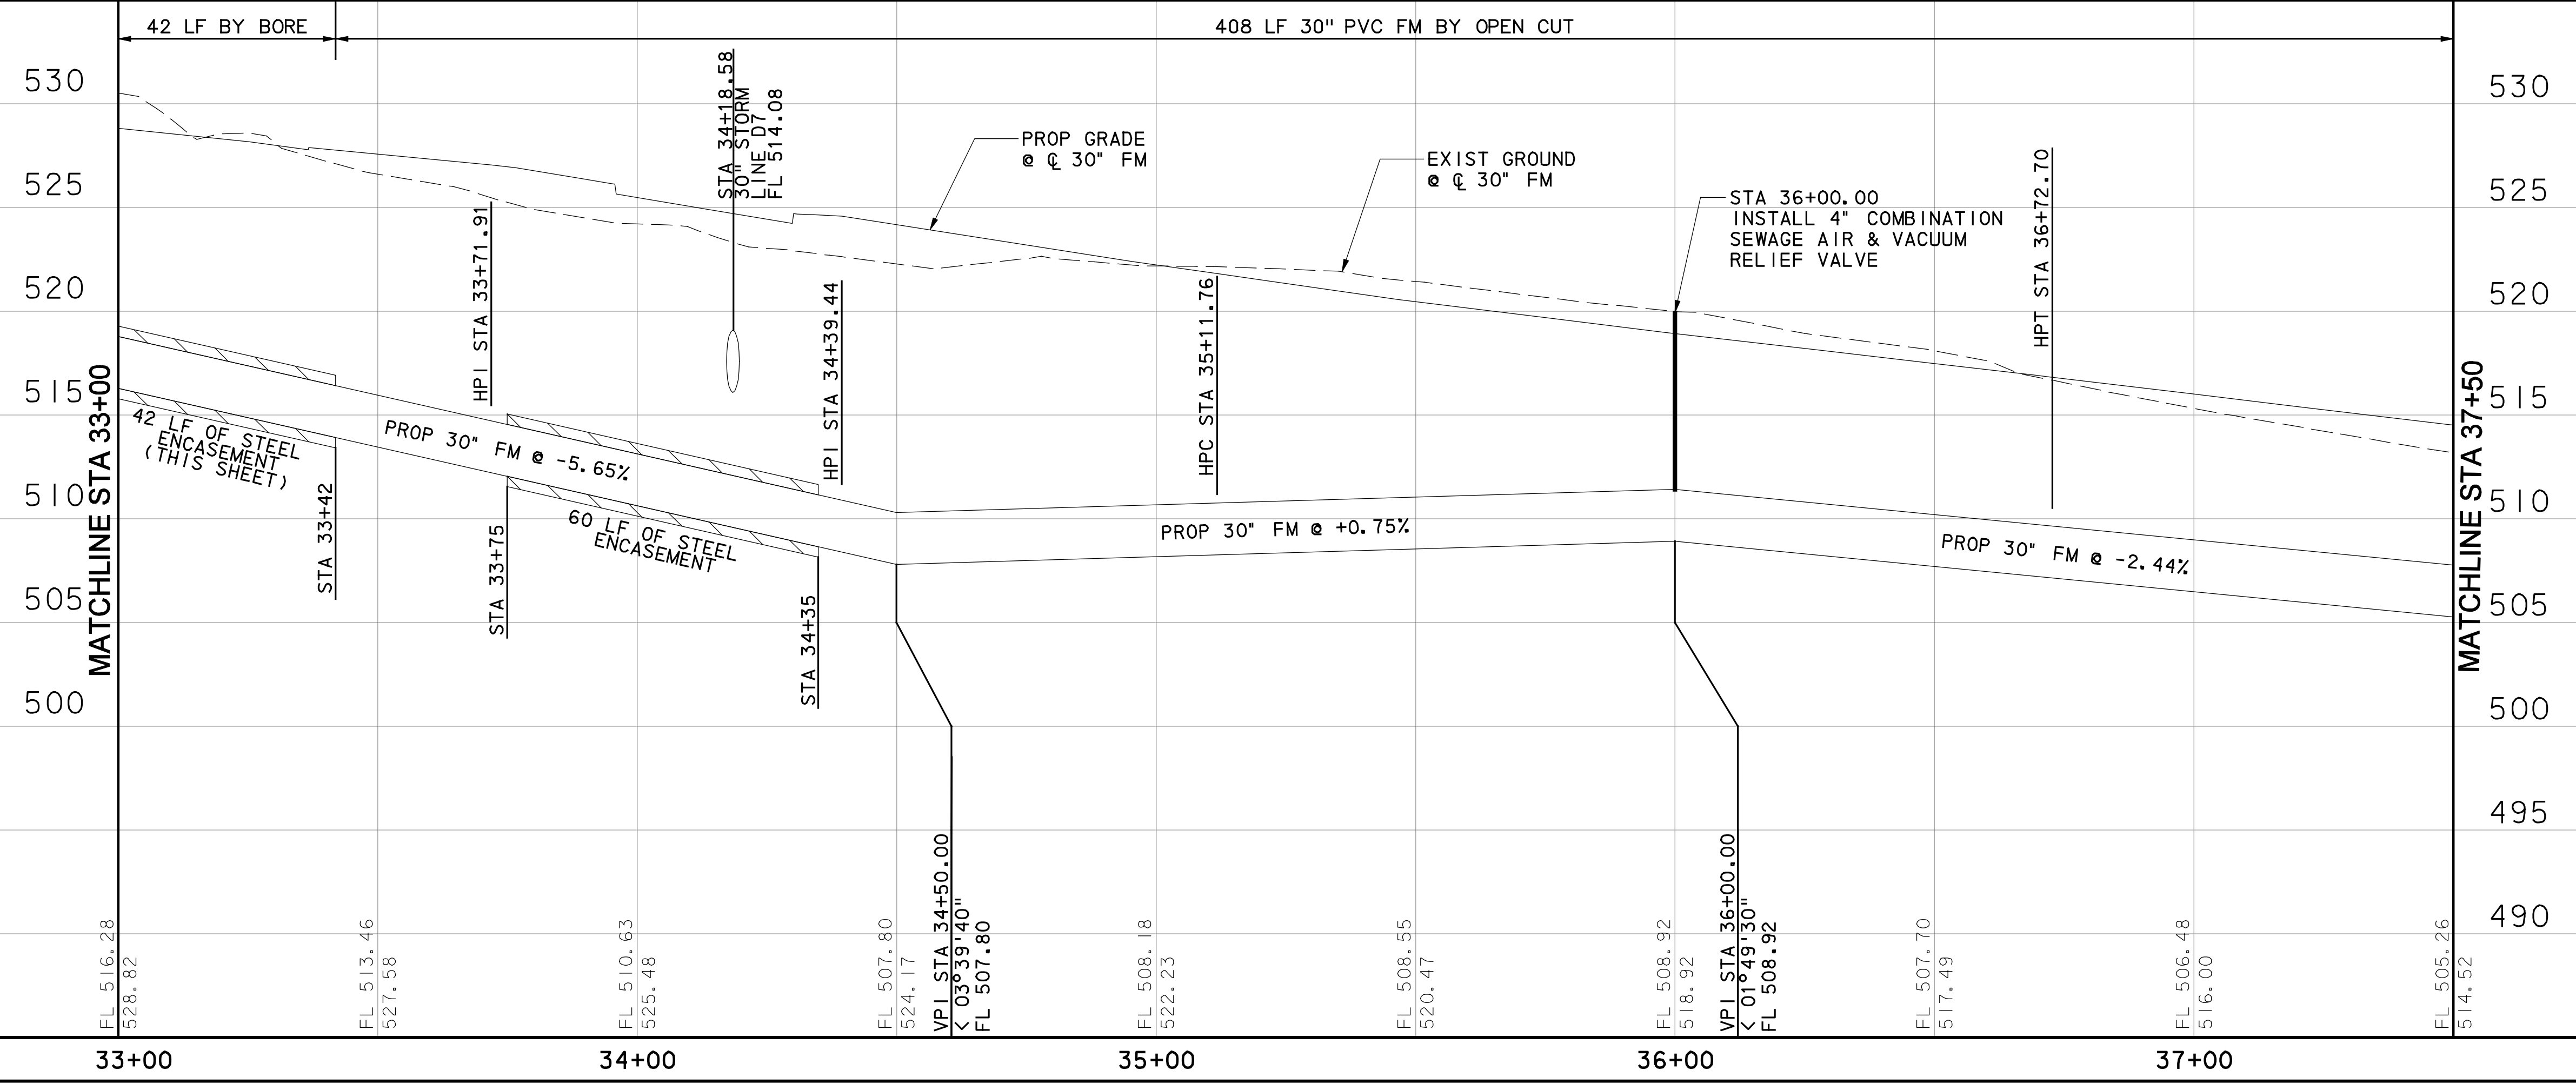 42 LF BY BORE
408 LF 30" PVC FM BY OPEN CUT
530
525
520
515
510
505
500
530
525
520
515
510
505
500
495
490
MATCHLINE STA 33+00
MATCHLINE STA 37+50
STA 34+18.58
30" STORM
LINE D7
FL 514.08
PROP GRADE
@ ℄ 30" FM
EXIST GROUND
@ ℄ 30" FM
STA 36+00.00
INSTALL 4" COMBINATION
SEWAGE AIR & VACUUM
RELIEF VALVE
HPI STA 33+71.91
HPI STA 34+39.44
HPC STA 35+11.76
HPT STA 36+72.70
42 LF OF STEEL
ENCASEMENT
(THIS SHEET)
PROP 30" FM @ -5.65%
60 LF OF STEEL
ENCASEMENT
PROP 30" FM @ +0.75%
PROP 30" FM @ -2.44%
STA 33+42
STA 33+75
STA 34+35
VPI STA 34+50.00
< 03°39'40"
FL 507.80
VPI STA 36+00.00
< 01°49'30"
FL 508.92
FL 516.28
528.82
FL 513.46
527.58
FL 510.63
525.48
FL 507.80
524.17
FL 508.18
522.23
FL 508.55
520.47
FL 508.92
518.92
FL 507.70
517.49
FL 506.48
516.00
FL 505.26
514.52
33+00
34+00
35+00
36+00
37+00